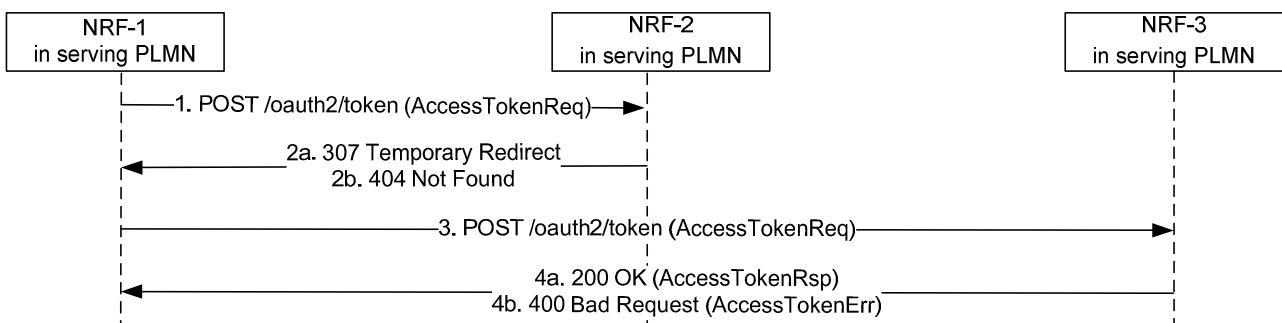 NRF-1
in serving PLMN
NRF-2
in serving PLMN
NRF-3
in serving PLMN
1. POST /oauth2/token (AccessTokenReq)
2a. 307 Temporary Redirect
2b. 404 Not Found
3. POST /oauth2/token (AccessTokenReq)
4a. 200 OK (AccessTokenRsp)
4b. 400 Bad Request (AccessTokenErr)